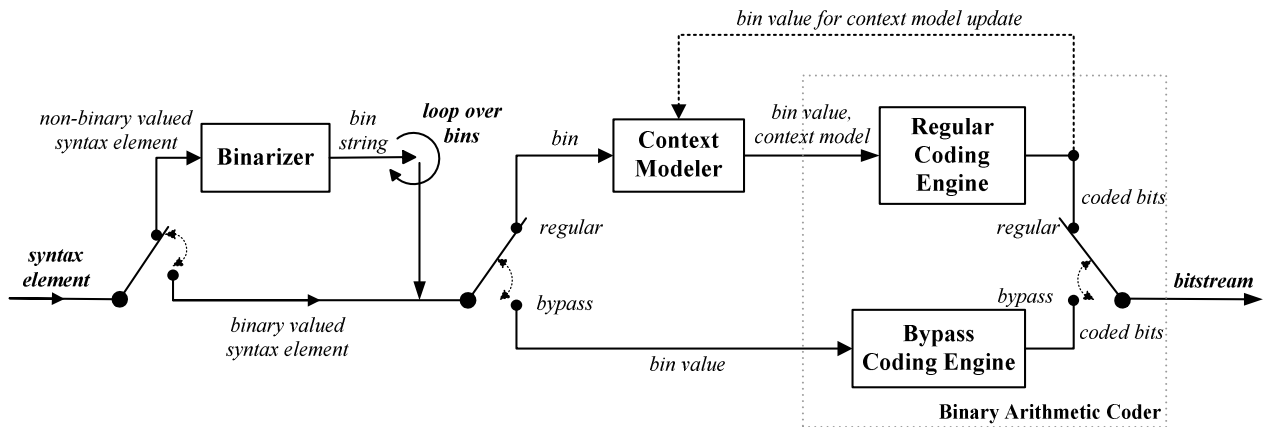 bin value for context model update
non-binary valued
syntax element
bin
string
loop over
bins
Binarizer
bin
Context
Modeler
bin value,
context model
Regular
Coding
Engine
coded bits
regular
regular
syntax
element
bypass
bypass
bitstream
binary valued
syntax element
bin value
Bypass
Coding Engine
coded bits
Binary Arithmetic Coder